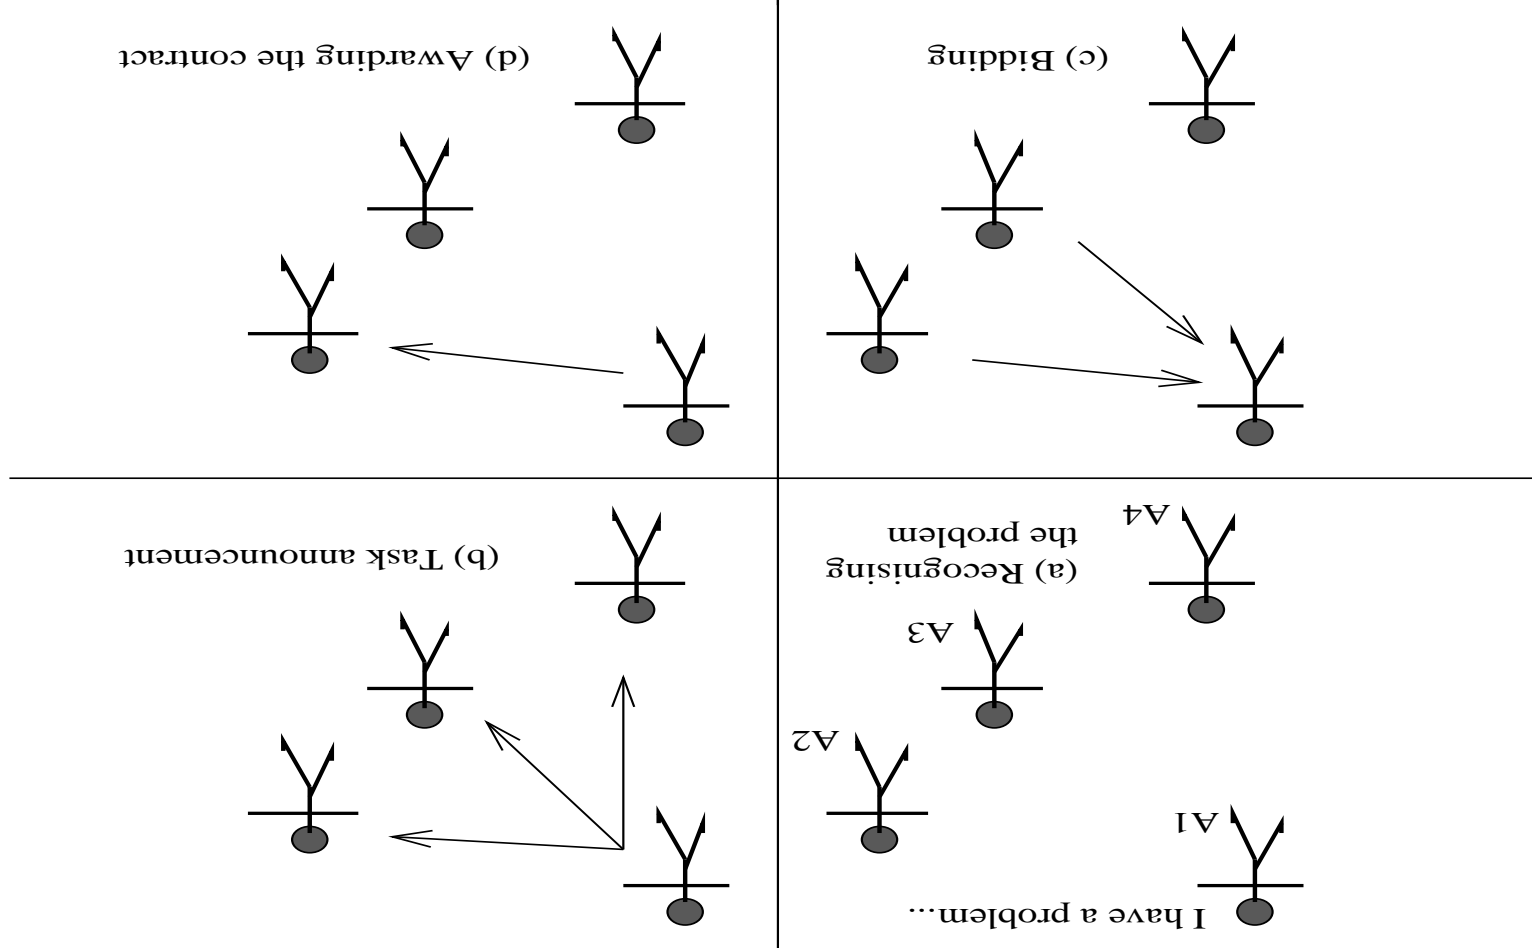 I have a problem...
A1
A2
A3
A4
(a) Recognising
the problem
(b) Task announcement
(c) Bidding
(d) Awarding the contract